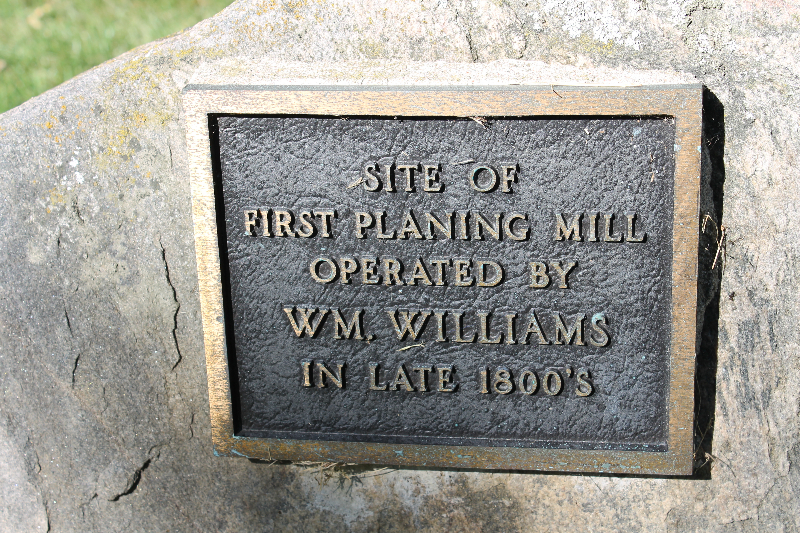 SITE OF
FIRST PLANING MILL
OPERATED BY
WM. WILLIAMS
IN LATE 1800'S